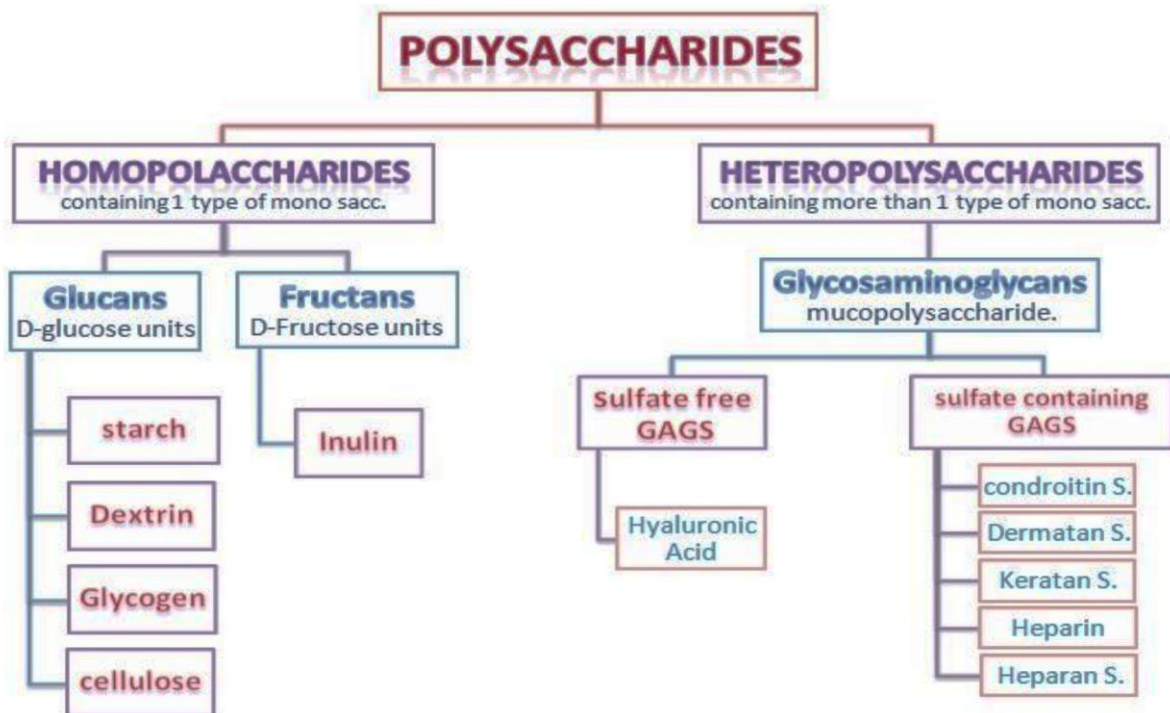 POLYSACCHARIDES
HOMOPOLACCHARIDES
containing 1 type of mono sacc.
HETEROPOLYSACCHARIDES
containing more than 1 type of mono sacc.
Glucans
D-glucose units
Fructans
D-Fructose units
Glycosaminoglycans
mucopolysaccharide.
starch
Dextrin
Glycogen
cellulose
Inulin
sulfate free
GAGS
Hyaluronic
Acid
sulfate containing
GAGS
condroitin S.
Dermatan S.
Keratan S.
Heparin
Heparan S.